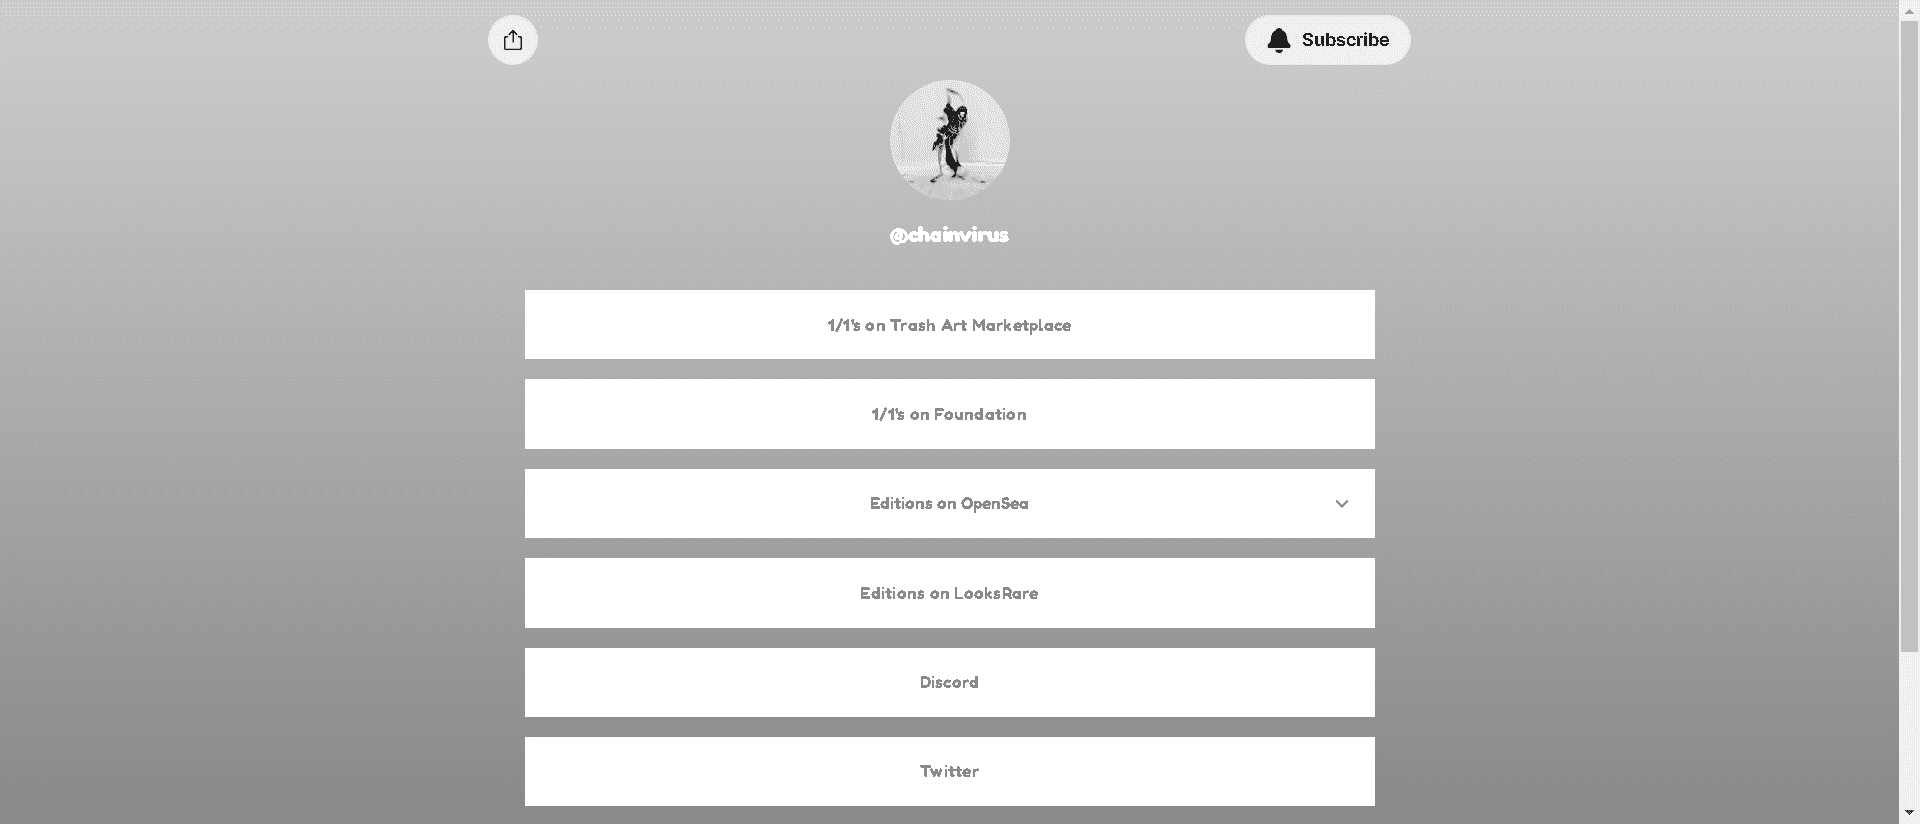 Subscribe
@chainvirus
1/1's on Trash Art Marketplace
1/1's on Foundation
Editions on OpenSea
Editions on LooksRare
Discord
Twitter